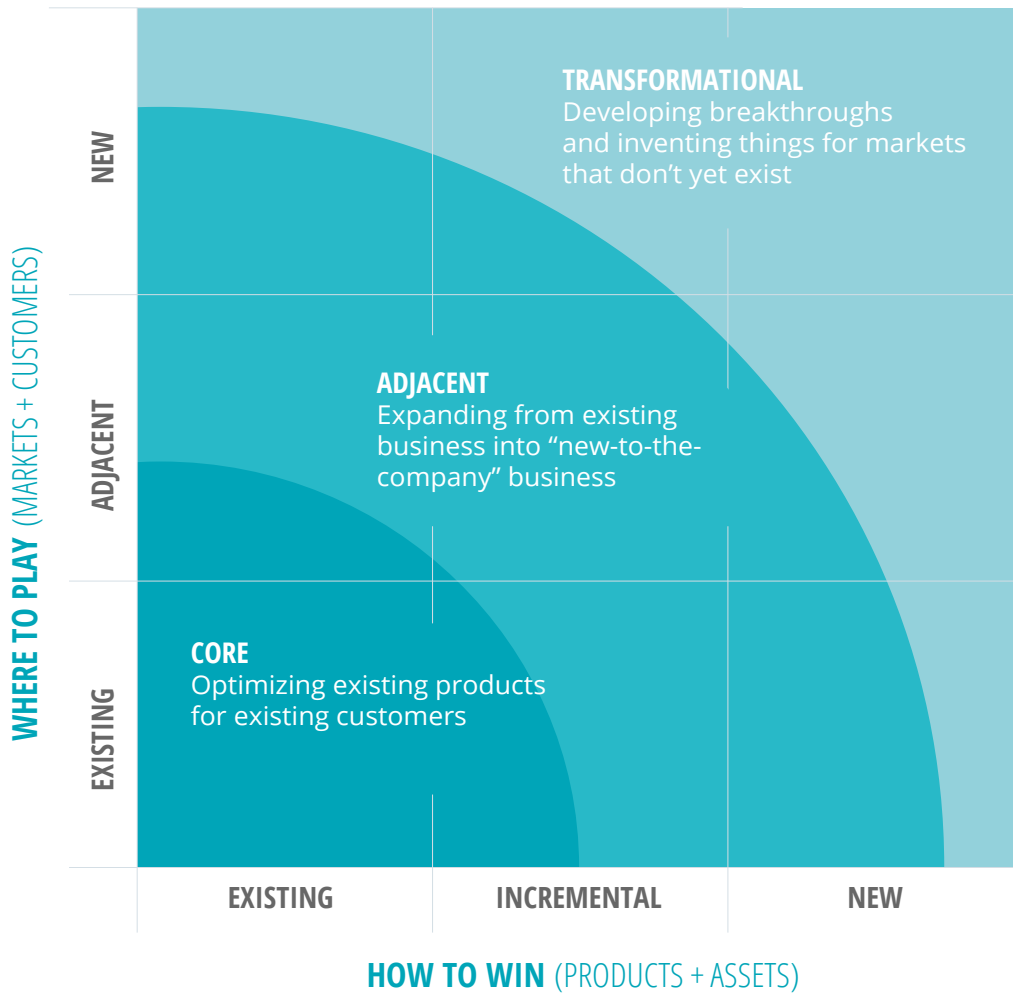 TRANSFORMATIONAL
Developing breakthroughs
and inventing things for markets
that don’t yet exist
NEW
WHERE TO PLAY (MARKETS + CUSTOMERS)
ADJACENT
ADJACENT
Expanding from existing
business into “new-to-the-
company” business
EXISTING
CORE
Optimizing existing products
for existing customers
EXISTING
INCREMENTAL
NEW
HOW TO WIN (PRODUCTS + ASSETS)